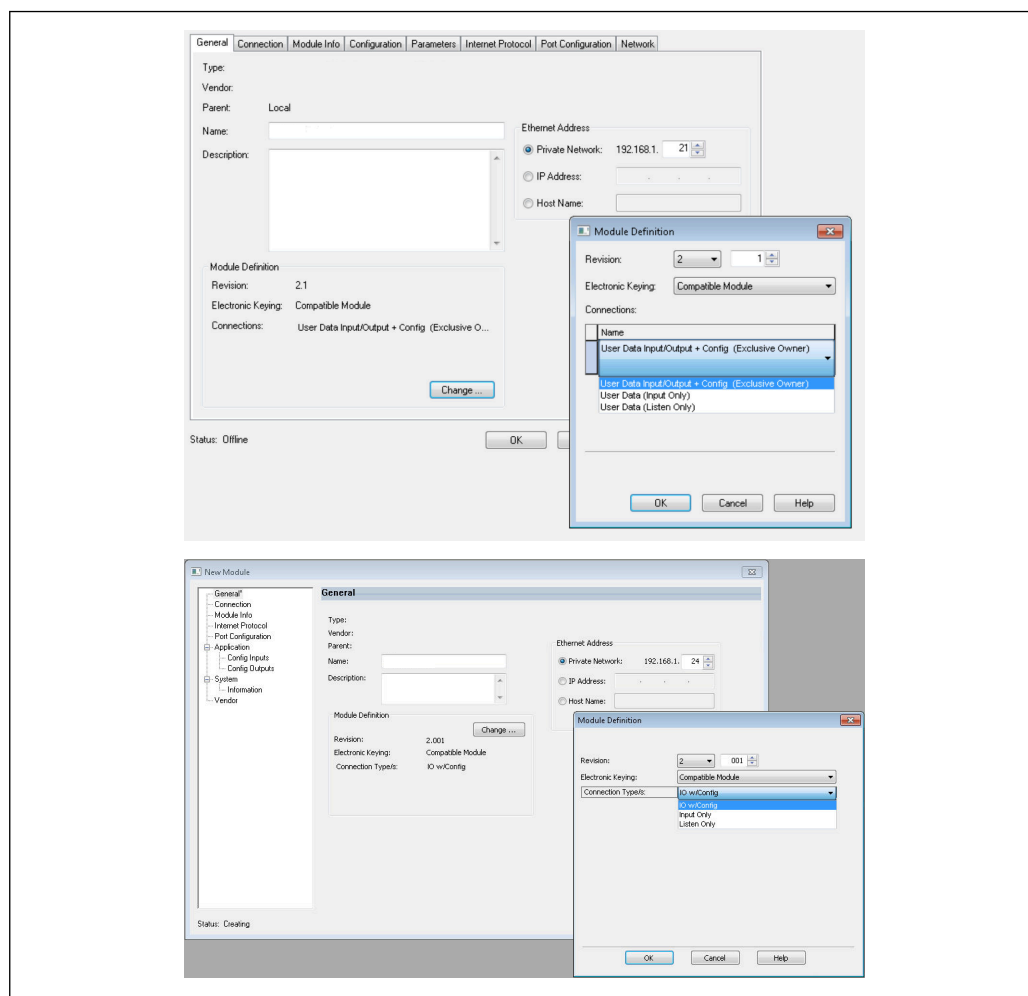 General Connection Module Info Configuration Parameters Internet Protocol Port Configuration Network
Type:
Vendor:
Parent: Local
Name:
Description:
Ethernet Address
Private Network: 192.168.1. 21
IP Address:
Host Name:
Module Definition
Revision: 2.1
Electronic Keying: Compatible Module
Connections: User Data Input/Output + Config (Exclusive O...
Change ...
Status: Offline
OK
Module Definition
Revision: 2 1
Electronic Keying: Compatible Module
Connections:
Name
User Data Input/Output + Config (Exclusive Owner)
User Data Input/Output + Config (Exclusive Owner)
User Data (Input Only)
User Data (Listen Only)
OK Cancel Help
New Module
General*
Connection
Module Info
Internet Protocol
Port Configuration
Application
Config Inputs
Config Outputs
System
Information
Vendor
General
Type:
Vendor:
Parent:
Name:
Description:
Ethernet Address
Private Network: 192.168.1. 24
IP Address:
Host Name:
Module Definition
Change ...
Revision: 2.001
Electronic Keying: Compatible Module
Connection Type/s: IO w/Config
Status: Creating
Module Definition
Revision: 2 001
Electronic Keying: Compatible Module
Connection Type/s: IO w/Config
IO w/Config
Input Only
Listen Only
OK Cancel Help